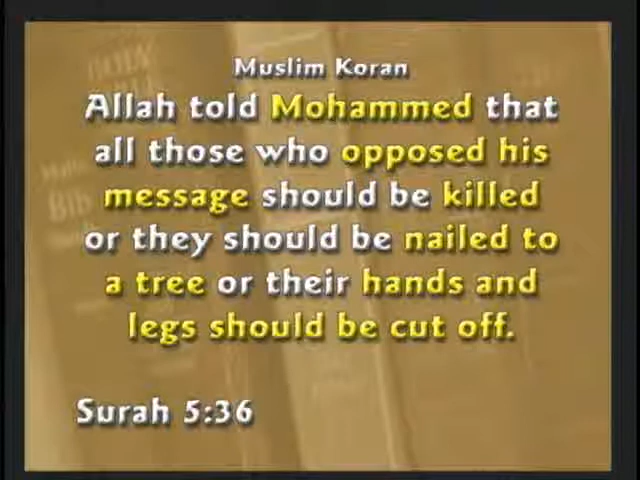 Muslim Koran
Allah told Mohammed that
all those who opposed his
message should be killed
or they should be nailed to
a tree or their hands and
legs should be cut off.
Surah 5:36